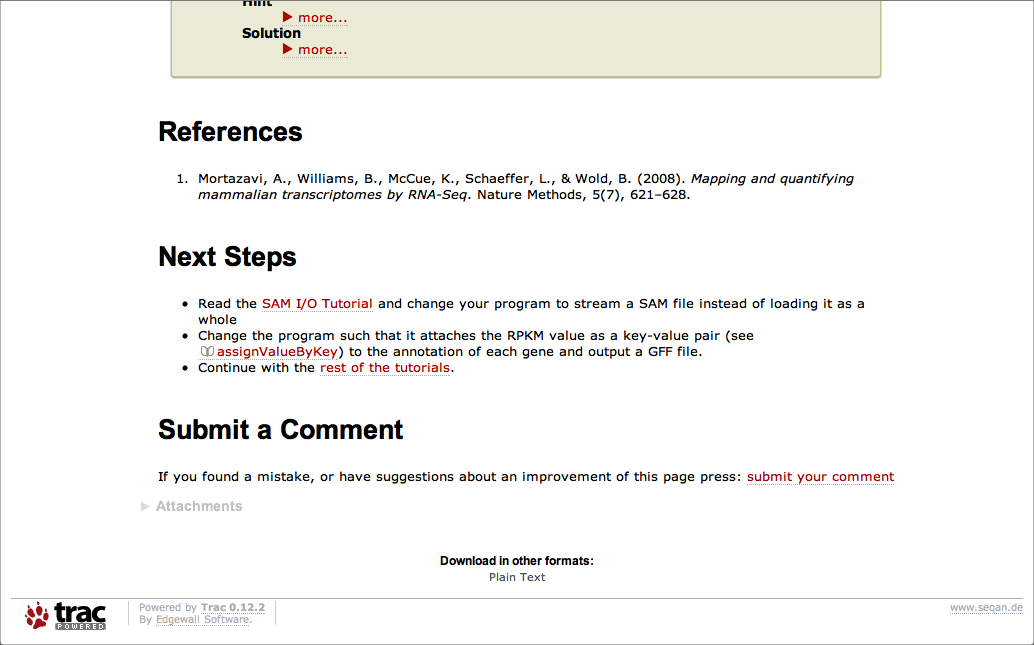 Hint
more...
Solution
more...
References
1. Mortazavi, A., Williams, B., McCue, K., Schaeffer, L., & Wold, B. (2008). Mapping and quantifying
mammalian transcriptomes by RNA-Seq. Nature Methods, 5(7), 621–628.
Next Steps
• Read the SAM I/O Tutorial and change your program to stream a SAM file instead of loading it as a
whole
• Change the program such that it attaches the RPKM value as a key-value pair (see
assignValueByKey) to the annotation of each gene and output a GFF file.
• Continue with the rest of the tutorials.
Submit a Comment
If you found a mistake, or have suggestions about an improvement of this page press: submit your comment
Attachments
Download in other formats:
Plain Text
trac
POWERED
Powered by Trac 0.12.2
By Edgewall Software.
www.seqan.de